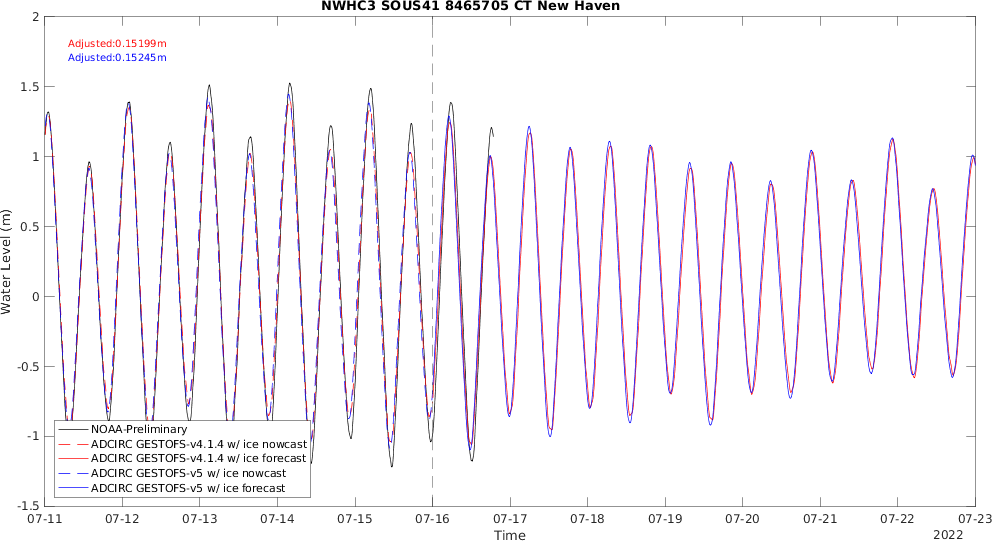 NWHC3 SOUS41 8465705 CT New Haven
Adjusted:0.15199m
Adjusted:0.15245m
2
1.5
1
0.5
0
-0.5
-1
-1.5
Water Level (m)
NOAA-Preliminary
ADCIRC GESTOFS-v4.1.4 w/ ice nowcast
ADCIRC GESTOFS-v4.1.4 w/ ice forecast
ADCIRC GESTOFS-v5 w/ ice nowcast
ADCIRC GESTOFS-v5 w/ ice forecast
07-11 07-12 07-13 07-14 07-15 07-16 07-17 07-18 07-19 07-20 07-21 07-22 07-23
Time
2022